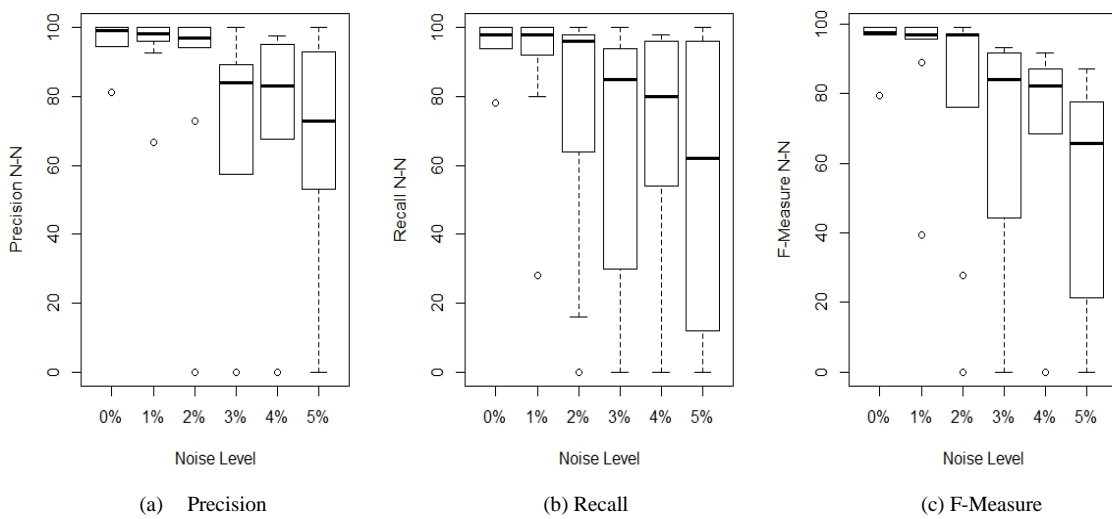 Precision N-N
100
80
60
40
20
0
0% 1% 2% 3% 4% 5%
Noise Level
(a) Precision
Recall N-N
100
80
60
40
20
0
0% 1% 2% 3% 4% 5%
Noise Level
(b) Recall
F-Measure N-N
100
80
60
40
20
0
0% 1% 2% 3% 4% 5%
Noise Level
(c) F-Measure